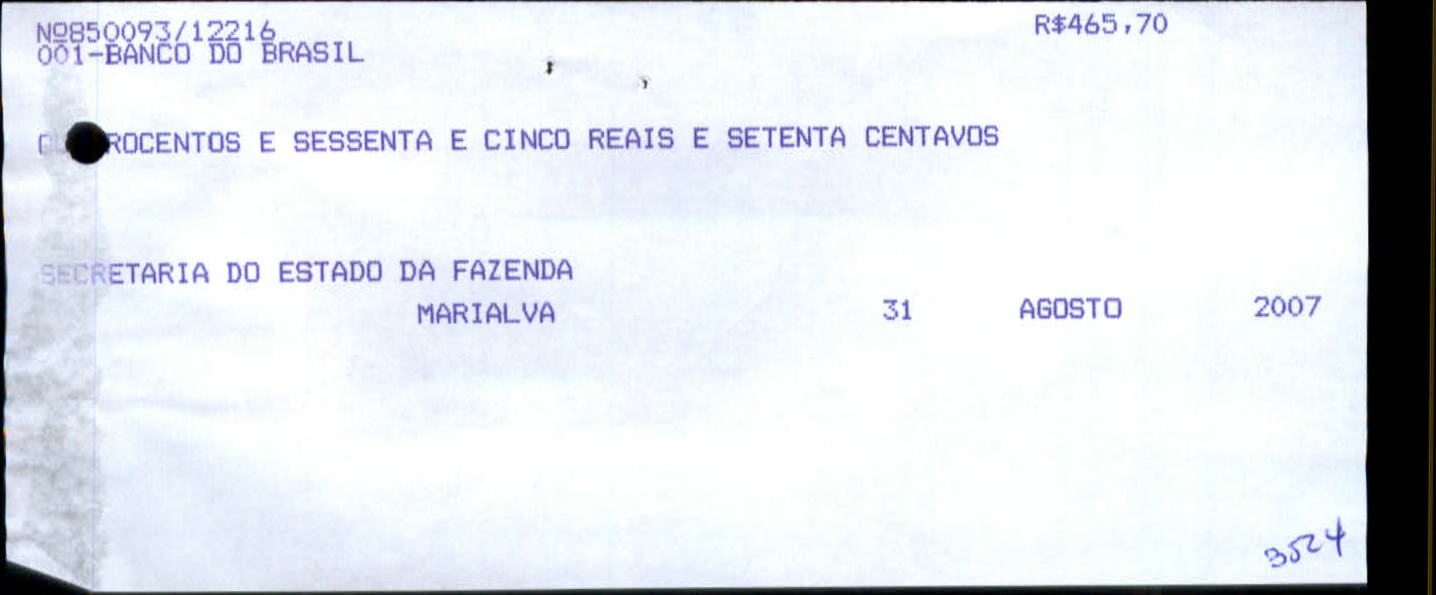 Nº850093/12216
R$465,70
001-BANCO DO BRASIL
E SESSENTA E CINCO REAIS E SETENTA CENTAVOS
SECRETARIA DO ESTADO DA FAZENDA
MARIALVA 31 AGOSTO 2007
3524